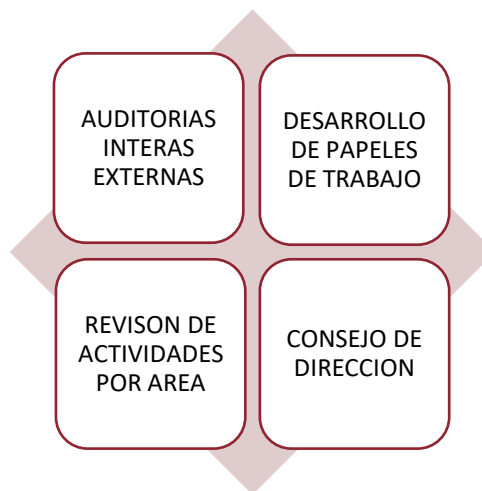 AUDITORIAS
INTERAS
EXTERNAS
DESARROLLO
DE PAPELES
DE TRABAJO
REVISON DE
ACTIVIDADES
POR AREA
CONSEJO DE
DIRECCION